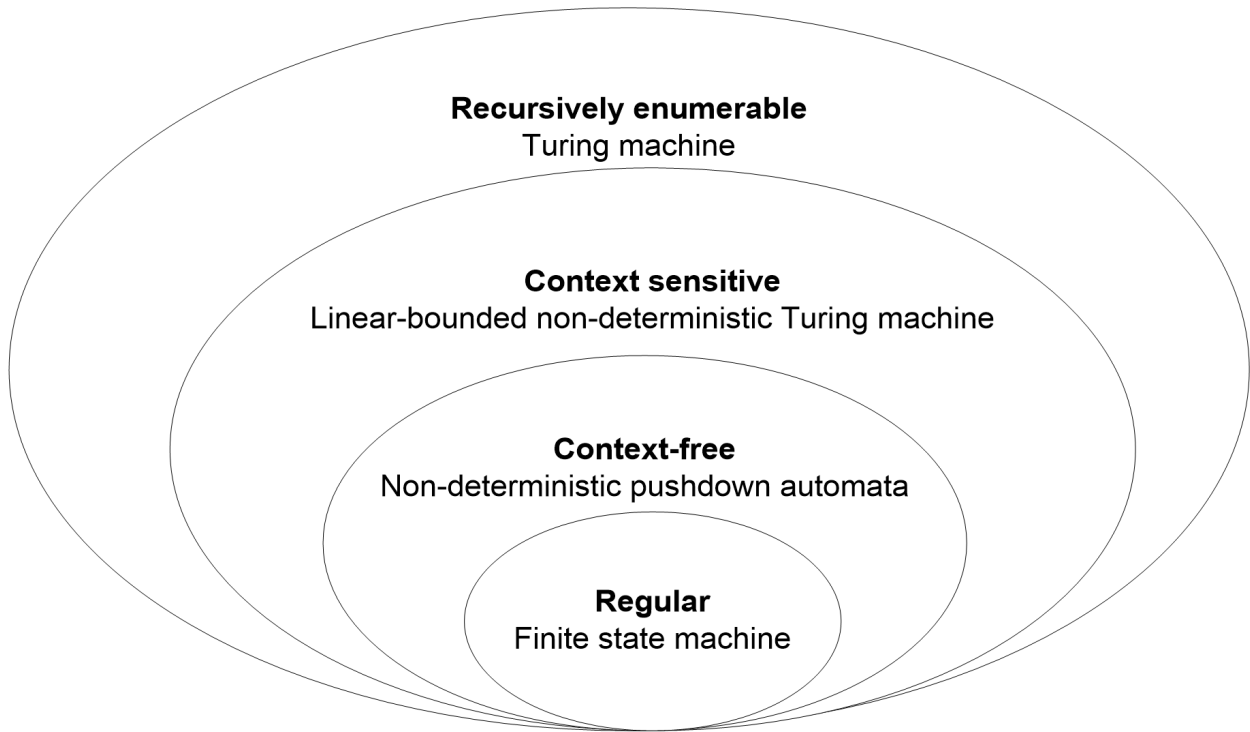 Recursively enumerable
Turing machine
Context sensitive
Linear-bounded non-deterministic Turing machine
Context-free
Non-deterministic pushdown automata
Regular
Finite state machine